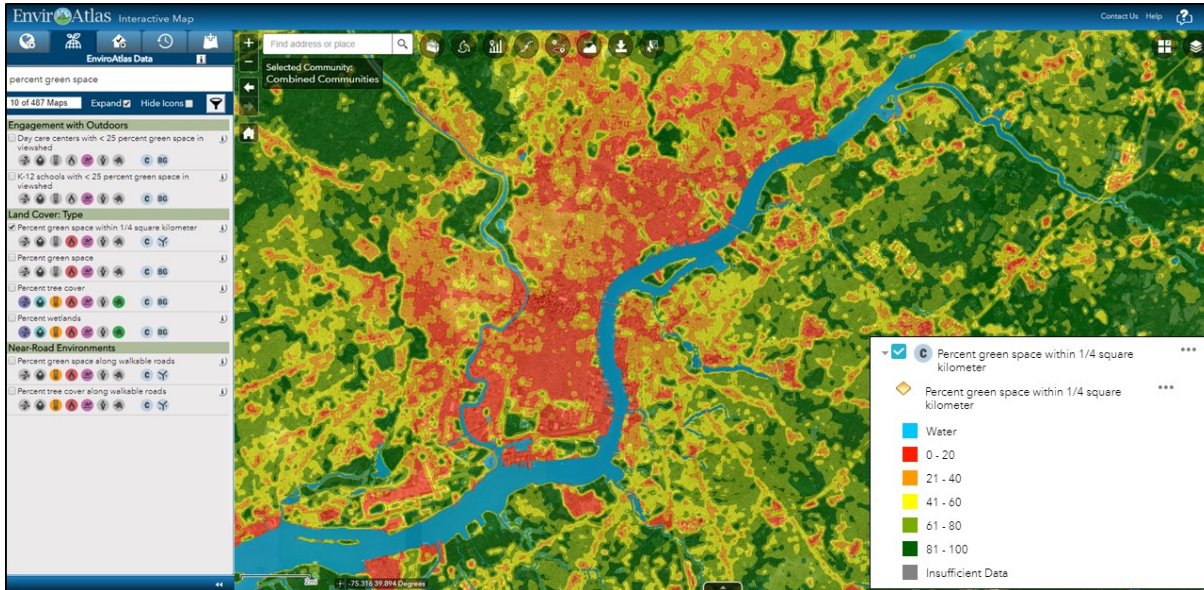 EnviroAtlas Interactive Map
Contact Us Help
EnviroAtlas Data
percent green space
10 of 487 Maps Expand Hide Icons
Engagement with Outdoors
Day care centers with < 25 percent green space in
viewshed
C BG
K-12 schools with < 25 percent green space in
viewshed
C BG
Land Cover: Type
Percent green space within 1/4 square kilometer
C
Percent green space
C BG
Percent tree cover
C BG
Percent wetlands
C BG
Near-Road Environments
Percent green space along walkable roads
C
Percent tree cover along walkable roads
C
Find address or place
Selected Community:
Combined Communities
2mi
-75.316 39.894 Degrees
C Percent green space within 1/4 square
kilometer
Percent green space within 1/4 square
kilometer
Water
0 - 20
21 - 40
41 - 60
61 - 80
81 - 100
Insufficient Data